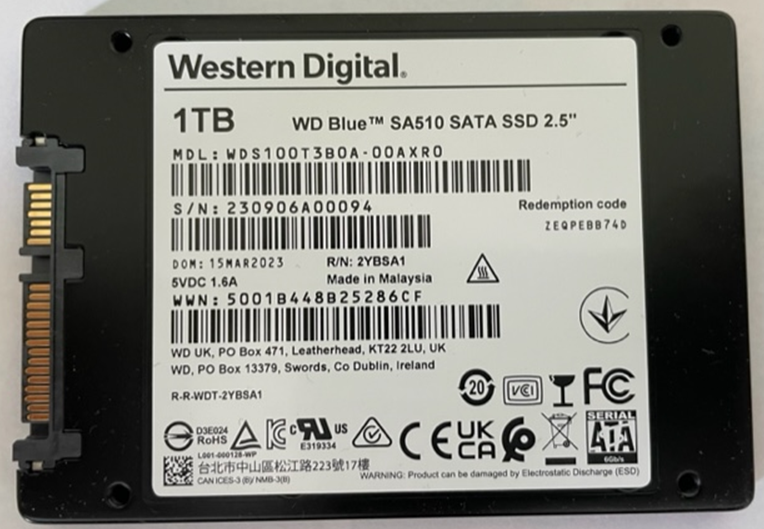 Western Digital®
1TB WD Blue™ SA510 SATA SSD 2.5"
MDL: WDS100T3B0A-00AXR0
S/N: 230906A00094
Redemption code
ZEQPEBB74D
DOM: 15MAR2023 R/N: 2YBSA1
5VDC 1.6A Made in Malaysia
WWN: 5001B448B25286CF
WD UK, PO Box 471, Leatherhead, KT22 2LU, UK
WD, PO Box 13379, Swords, Co Dublin, Ireland
R-R-WDT-2YBSA1
20 VCI FC
D3E024
RoHS
c RU US
E319334
CE UK
CA
SERIAL
ATA
6Gb/s
L001-000128-WP
台北市中山區松江路223號17樓
CAN ICES-3 (B)/ NMB-3(B)
WARNING: Product can be damaged by Electrostatic Discharge (ESD)